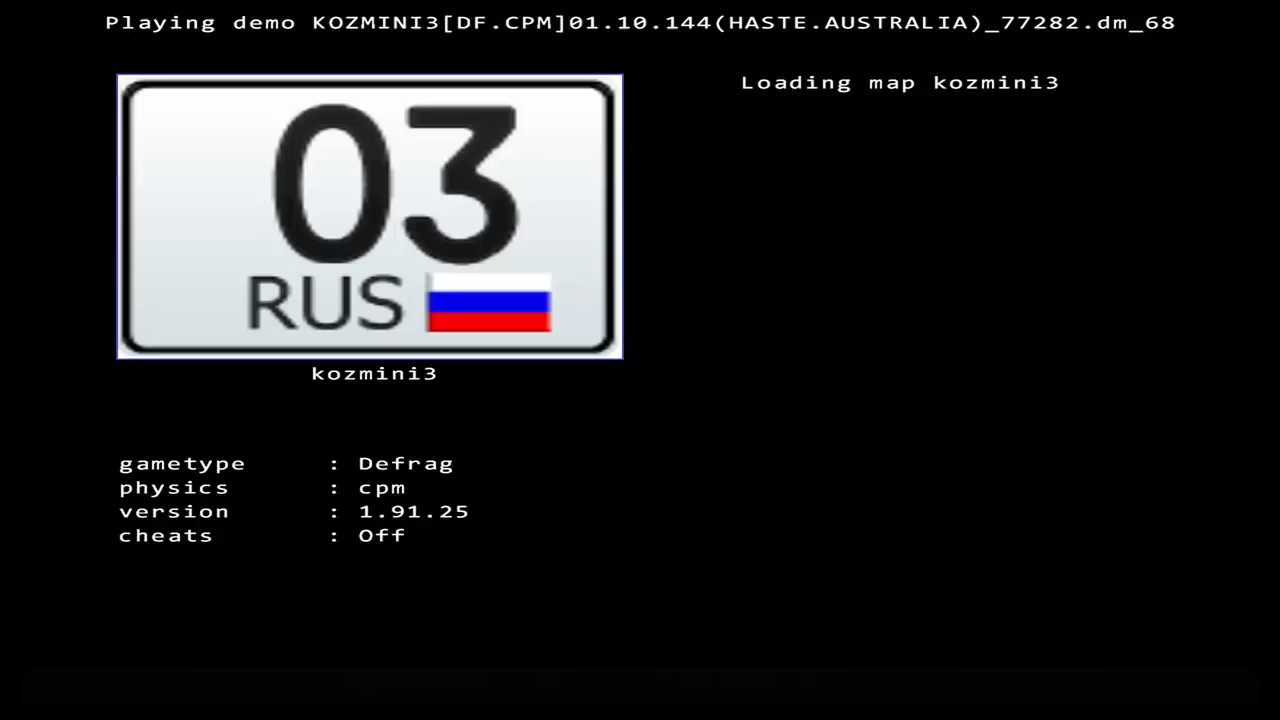 Playing demo KOZMINI3[DF.CPM]01.10.144(HASTE.AUSTRALIA)_77282.dm_68
Loading map kozmini3
03
RUS
kozmini3
gametype : Defrag
physics : cpm
version : 1.91.25
cheats : Off